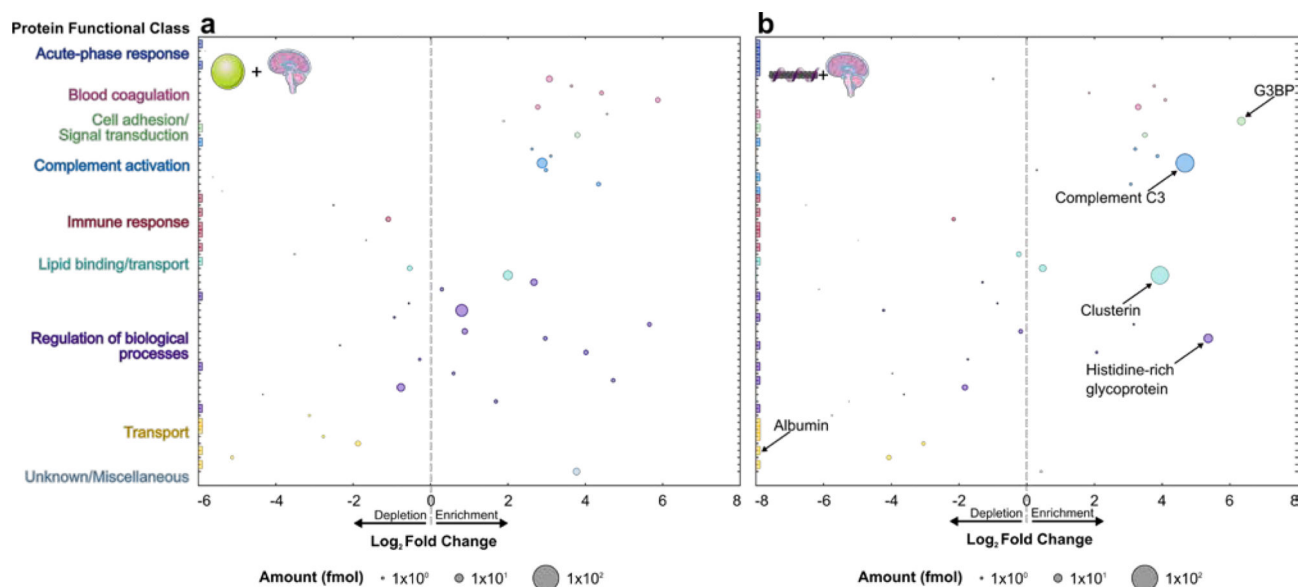 Protein Functional Class
a
b
Acute-phase response
+
+
Blood coagulation
G3BP
Cell adhesion/
Signal transduction
Complement activation
Complement C3
Immune response
Lipid binding/transport
Clusterin
Regulation of biological
processes
Histidine-rich
glycoprotein
Transport
Albumin
Unknown/Miscellaneous
-6 -4 -2 0 2 4 6 8
-8 -6 -4 -2 0 2 4 6 8
Depletion Enrichment
Depletion Enrichment
Log2 Fold Change
Log2 Fold Change
Amount (fmol) 1x10⁰ 1x10¹ 1x10²
Amount (fmol) 1x10⁰ 1x10¹ 1x10²